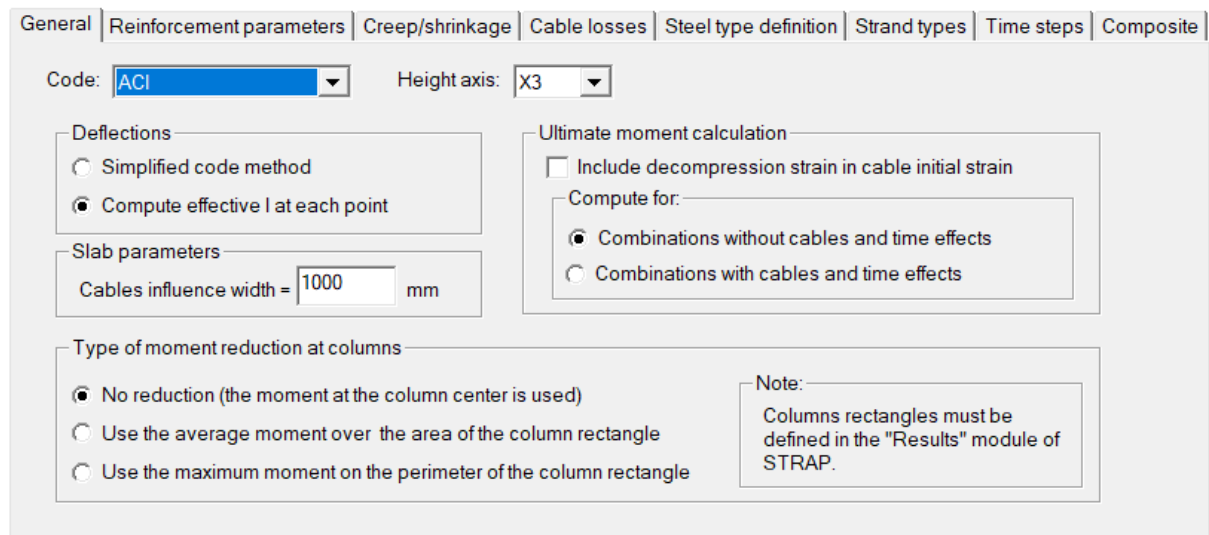 General Reinforcement parameters Creep/shrinkage Cable losses Steel type definition Strand types Time steps Composite
Code: ACI Height axis: X3
Deflections
Simplified code method
Compute effective I at each point
Slab parameters
Cables influence width = 1000 mm
Ultimate moment calculation
Include decompression strain in cable initial strain
Compute for:
Combinations without cables and time effects
Combinations with cables and time effects
Type of moment reduction at columns
No reduction (the moment at the column center is used)
Use the average moment over the area of the column rectangle
Use the maximum moment on the perimeter of the column rectangle
Note:
Columns rectangles must be
defined in the "Results" module of
STRAP.